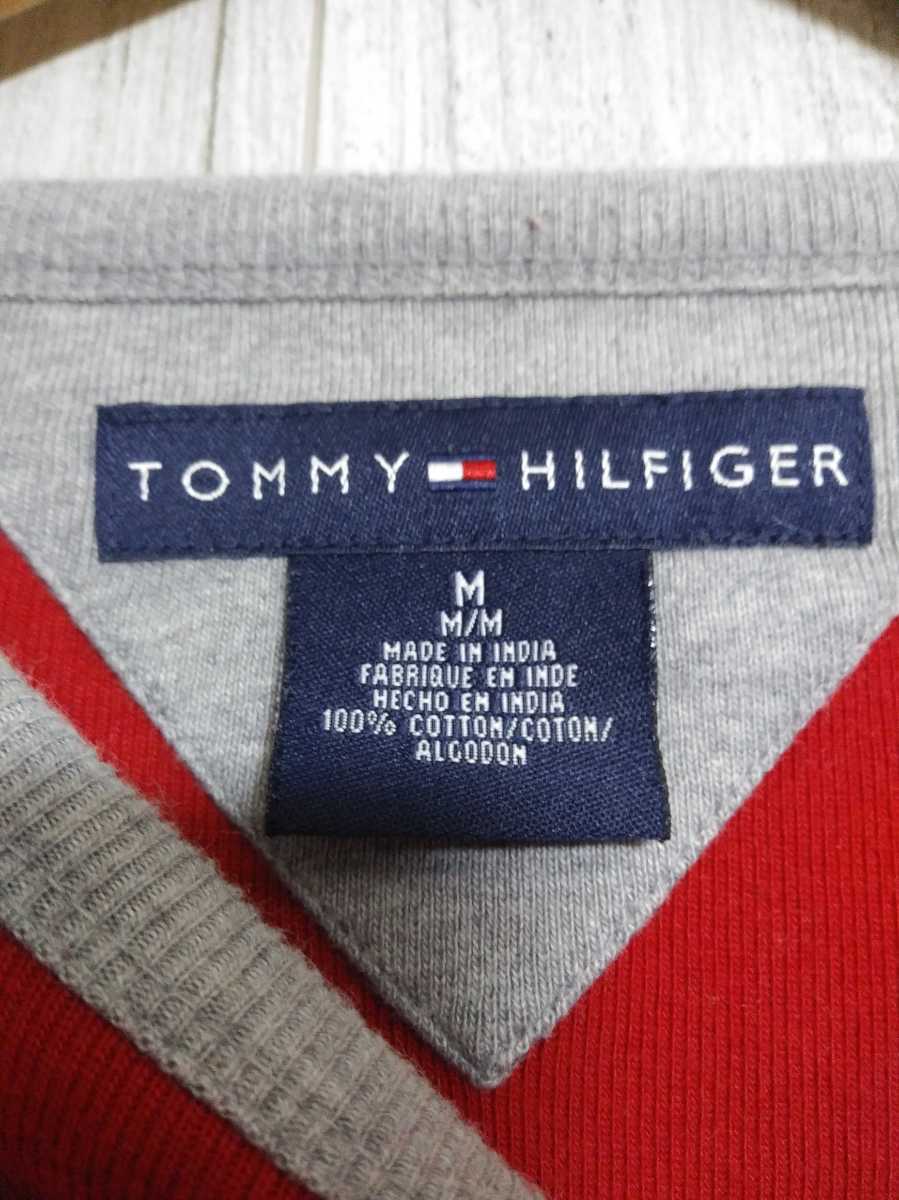 TOMMY HILFIGER
M
M/M
MADE IN INDIA
FABRIQUE EN INDE
HECHO EN INDIA
100% COTTON/COTON/
ALGODON